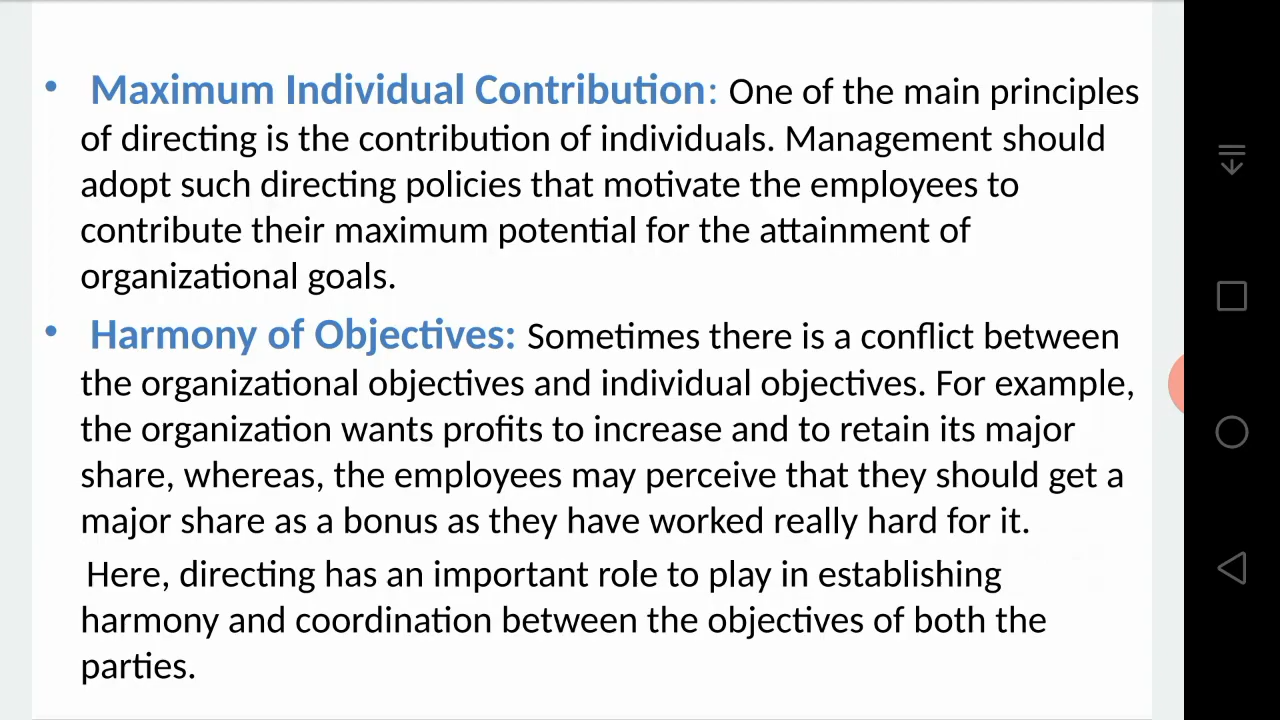 • Maximum Individual Contribution: One of the main principles
of directing is the contribution of individuals. Management should
adopt such directing policies that motivate the employees to
contribute their maximum potential for the attainment of
organizational goals.
• Harmony of Objectives: Sometimes there is a conflict between
the organizational objectives and individual objectives. For example,
the organization wants profits to increase and to retain its major
share, whereas, the employees may perceive that they should get a
major share as a bonus as they have worked really hard for it.
Here, directing has an important role to play in establishing
harmony and coordination between the objectives of both the
parties.